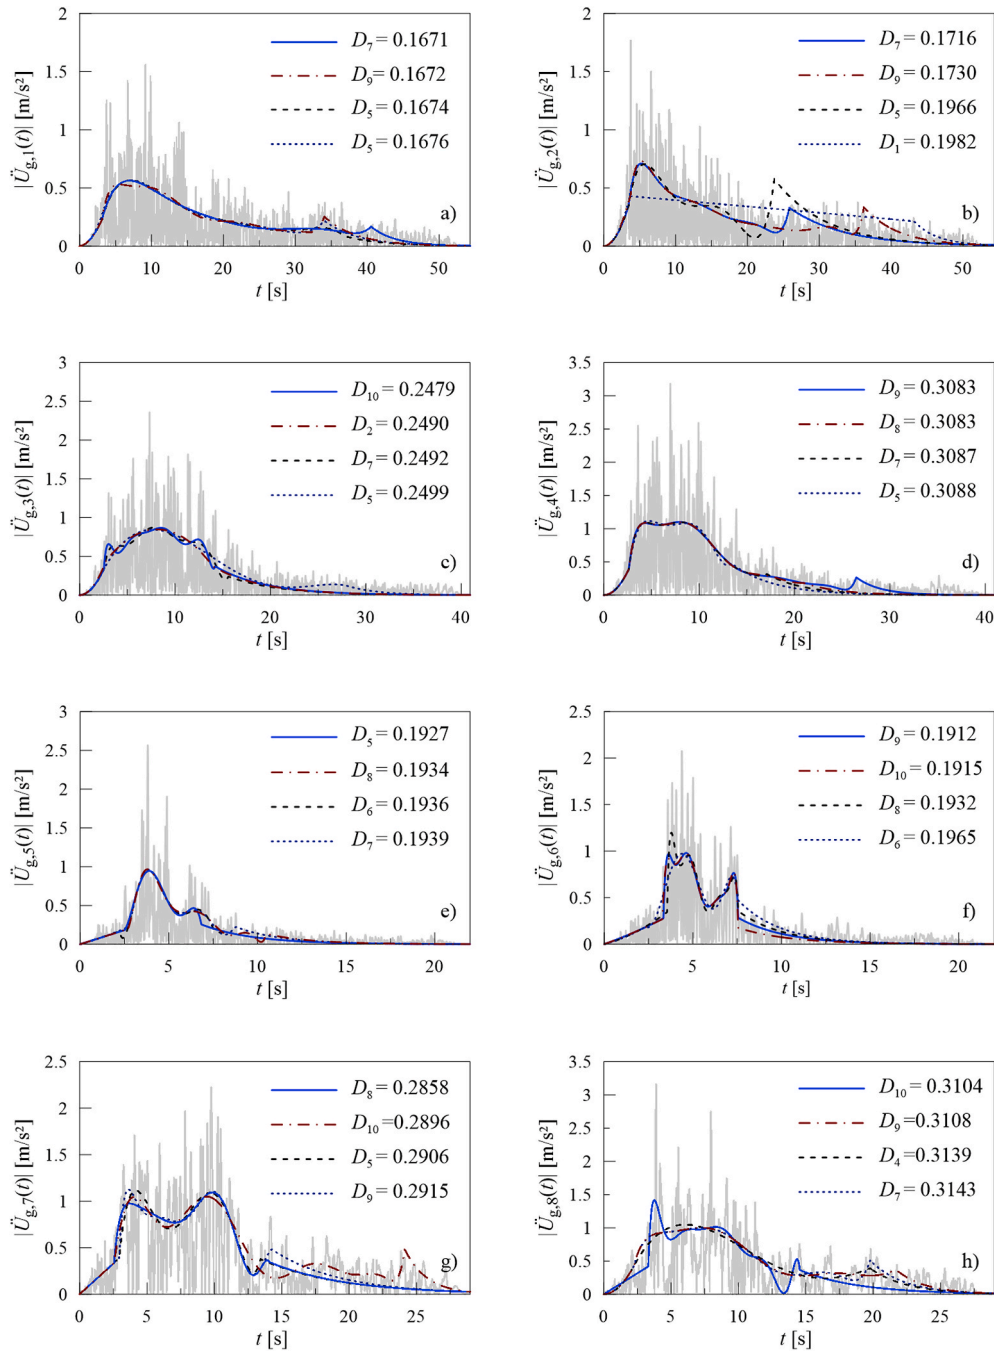 2
1.5
1
0.5
0
|Üg,1(t)| [m/s²]
D7 = 0.1671
D9 = 0.1672
D5 = 0.1674
D5 = 0.1676
a)
0 10 20 30 40 50
t [s]
2
1.5
1
0.5
0
|Üg,2(t)| [m/s²]
D7 = 0.1716
D9 = 0.1730
D5 = 0.1966
D1 = 0.1982
b)
0 10 20 30 40 50
t [s]
3
2.5
2
1.5
1
0.5
0
|Üg,3(t)| [m/s²]
D10 = 0.2479
D2 = 0.2490
D7 = 0.2492
D5 = 0.2499
c)
0 10 20 30 40
t [s]
3.5
3
2.5
2
1.5
1
0.5
0
|Üg,4(t)| [m/s²]
D9 = 0.3083
D8 = 0.3083
D7 = 0.3087
D5 = 0.3088
d)
0 10 20 30 40
t [s]
3
2.5
2
1.5
1
0.5
0
|Üg,5(t)| [m/s²]
D5 = 0.1927
D8 = 0.1934
D6 = 0.1936
D7 = 0.1939
e)
0 5 10 15 20
t [s]
2.5
2
1.5
1
0.5
0
|Üg,6(t)| [m/s²]
D9 = 0.1912
D10 = 0.1915
D8 = 0.1932
D6 = 0.1965
f)
0 5 10 15 20
t [s]
2.5
2
1.5
1
0.5
0
|Üg,7(t)| [m/s²]
D8 = 0.2858
D10 =0.2896
D5 = 0.2906
D9 = 0.2915
g)
0 5 10 15 20 25
t [s]
3.5
3
2.5
2
1.5
1
0.5
0
|Üg,8(t)| [m/s²]
D10 = 0.3104
D9 =0.3108
D4 =0.3139
D7 = 0.3143
h)
0 5 10 15 20 25
t [s]